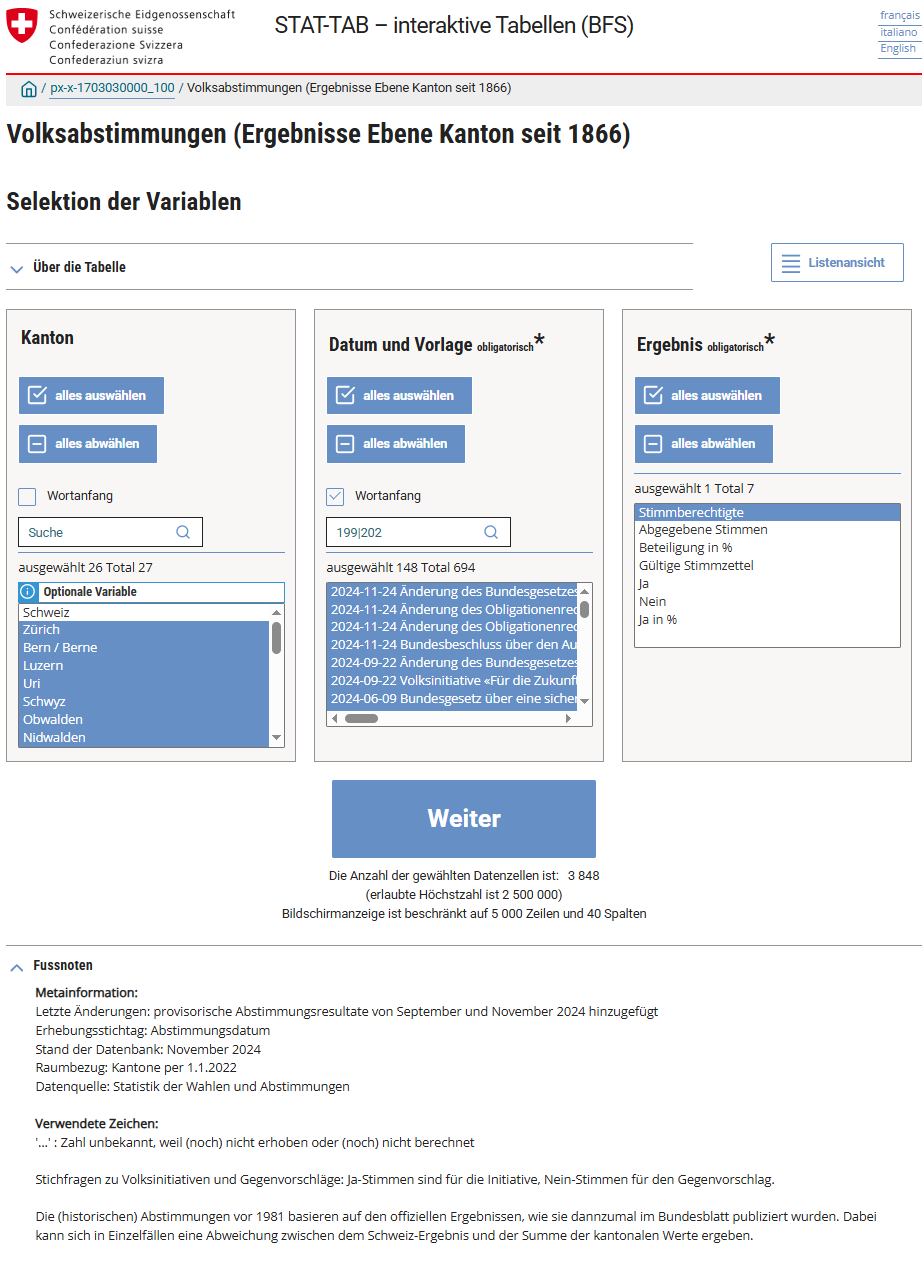 Schweizerische Eidgenossenschaft
Confédération suisse
Confederazione Svizzera
Confederaziun svizra
STAT-TAB – interaktive Tabellen (BFS)
français
italiano
English
/ px-x-1703030000_100 / Volksabstimmungen (Ergebnisse Ebene Kanton seit 1866)
Volksabstimmungen (Ergebnisse Ebene Kanton seit 1866)
Selektion der Variablen
Über die Tabelle
Listenansicht
Kanton
alles auswählen
alles abwählen
Wortanfang
Suche
ausgewählt 26 Total 27
Optionale Variable
Schweiz
Zürich
Bern / Berne
Luzern
Uri
Schwyz
Obwalden
Nidwalden
Datum und Vorlage obligatorisch*
alles auswählen
alles abwählen
Wortanfang
199|202
ausgewählt 148 Total 694
2024-11-24 Änderung des Bundesgesetzes
2024-11-24 Änderung des Obligationenrec
2024-11-24 Änderung des Obligationenrec
2024-11-24 Bundesbeschluss über den Au
2024-09-22 Änderung des Bundesgesetzes
2024-09-22 Volksinitiative «Für die Zukunf
2024-06-09 Bundesgesetz über eine sicher
Ergebnis obligatorisch*
alles auswählen
alles abwählen
ausgewählt 1 Total 7
Stimmberechtigte
Abgegebene Stimmen
Beteiligung in %
Gültige Stimmzettel
Ja
Nein
Ja in %
Weiter
Die Anzahl der gewählten Datenzellen ist: 3 848
(erlaubte Höchstzahl ist 2 500 000)
Bildschirmanzeige ist beschränkt auf 5 000 Zeilen und 40 Spalten
Fussnoten
Metainformation:
Letzte Änderungen: provisorische Abstimmungsresultate von September und November 2024 hinzugefügt
Erhebungsstichtag: Abstimmungsdatum
Stand der Datenbank: November 2024
Raumbezug: Kantone per 1.1.2022
Datenquelle: Statistik der Wahlen und Abstimmungen
Verwendete Zeichen:
'...' : Zahl unbekannt, weil (noch) nicht erhoben oder (noch) nicht berechnet
Stichfragen zu Volksinitiativen und Gegenvorschläge: Ja-Stimmen sind für die Initiative, Nein-Stimmen für den Gegenvorschlag.
Die (historischen) Abstimmungen vor 1981 basieren auf den offiziellen Ergebnissen, wie sie dannzumal im Bundesblatt publiziert wurden. Dabei
kann sich in Einzelfällen eine Abweichung zwischen dem Schweiz-Ergebnis und der Summe der kantonalen Werte ergeben.